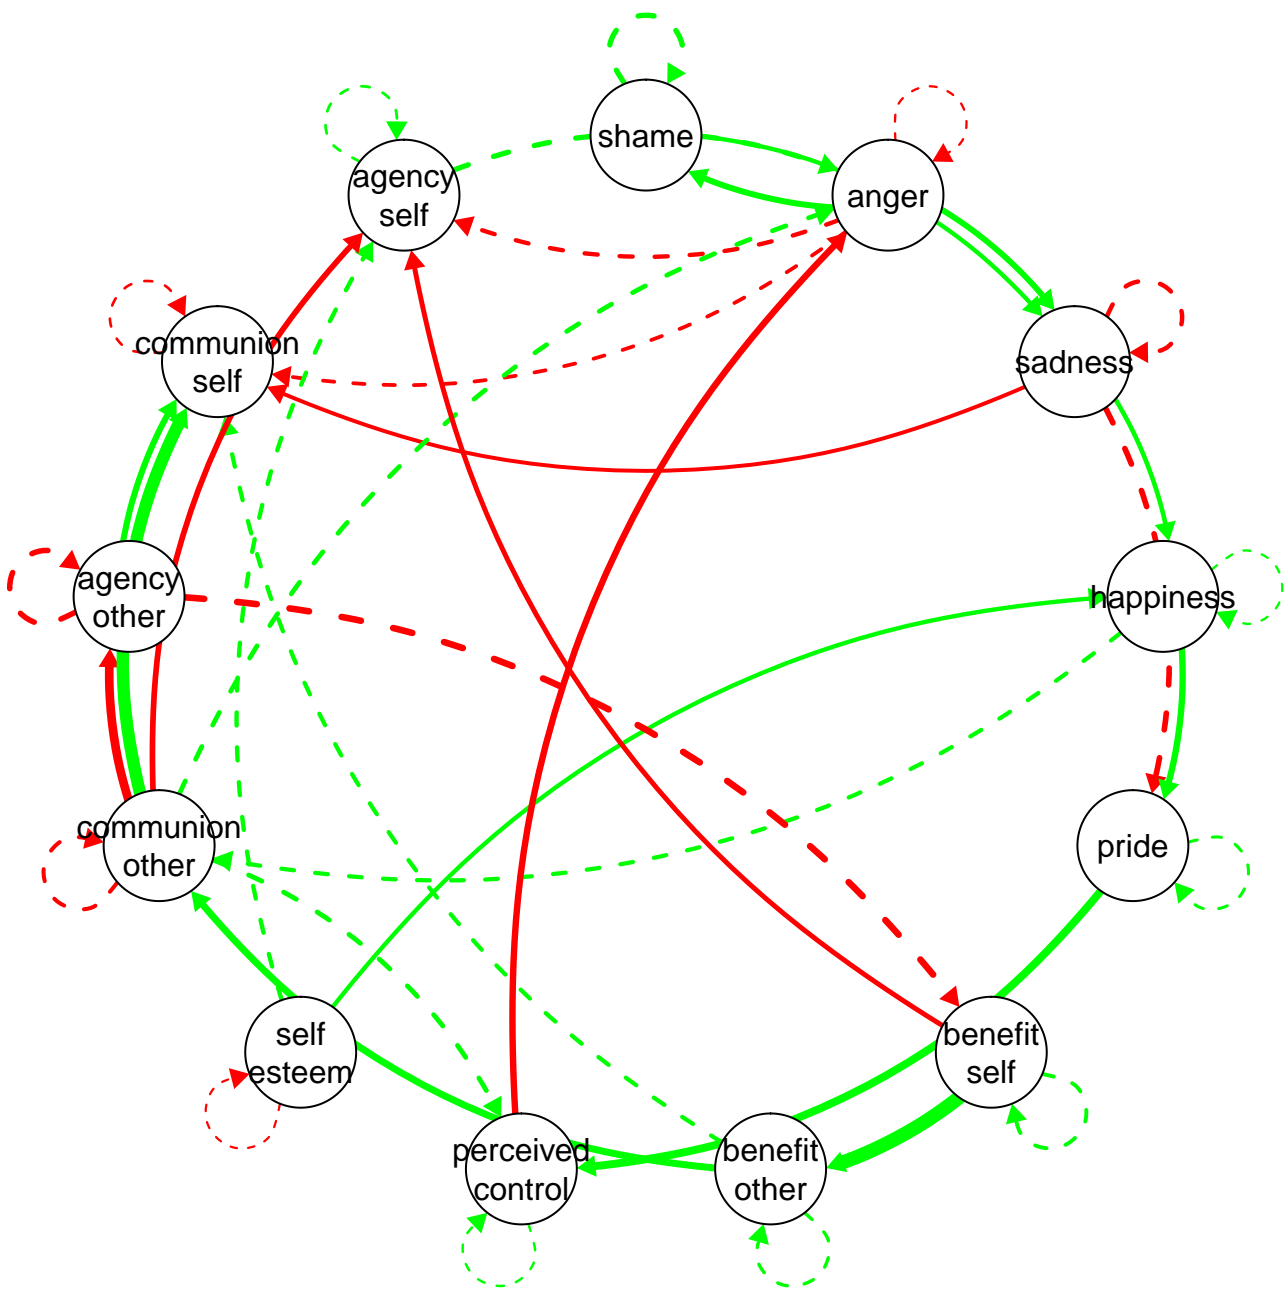 shame
agency
self
anger
communion
self
sadness
agency
other
happiness
communion
other
pride
self
esteem
benefit
self
perceived
control
benefit
other